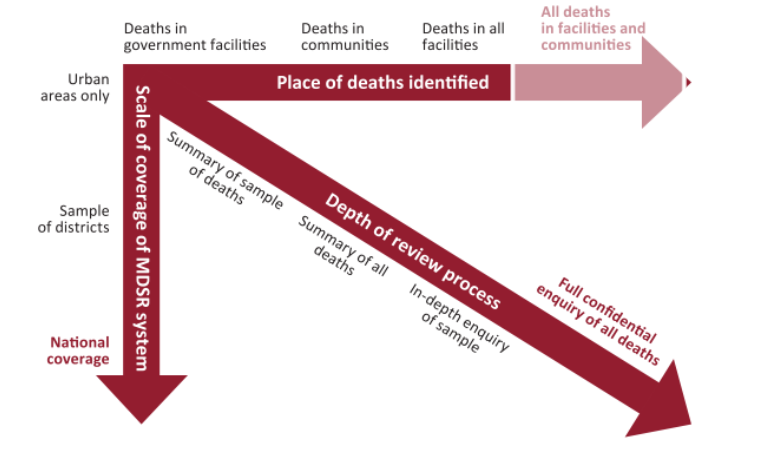 Deaths in
government facilities
Deaths in
communities
Deaths in all
facilities
All deaths
in facilities and
communities
Place of deaths identified
Urban
areas only
Sample
of districts
National
coverage
Scale of coverage of MDSR system
Depth of review process
Summary of sample
of deaths
Summary of all
deaths
In-depth enquiry
of sample
Full confidential
enquiry of all deaths